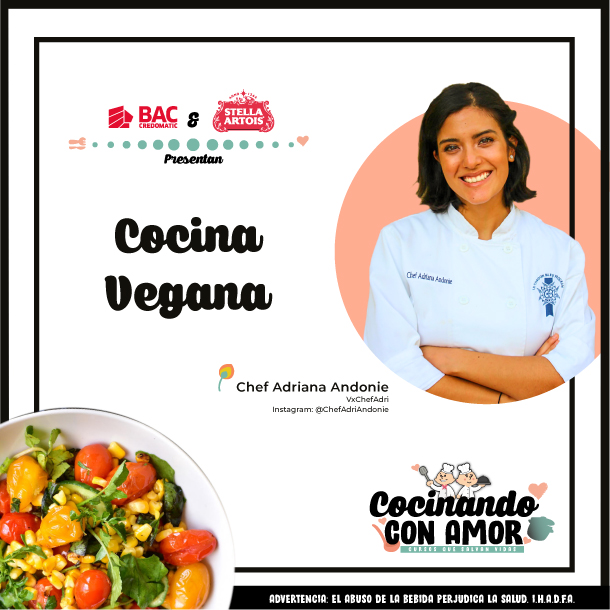 BAC
CREDOMATIC
&
STELLA
ARTOIS
Presentan
Cocina
Vegana
Chef Adriana Andonie
Chef Adriana Andonie
VxChefAdri
Instagram: @ChefAdriAndonie
Cocinando
CON AMOR
CURSOS QUE SALVAN VIDAS
ADVERTENCIA: EL ABUSO DE LA BEBIDA PERJUDICA LA SALUD. I.H.A.D.F.A.